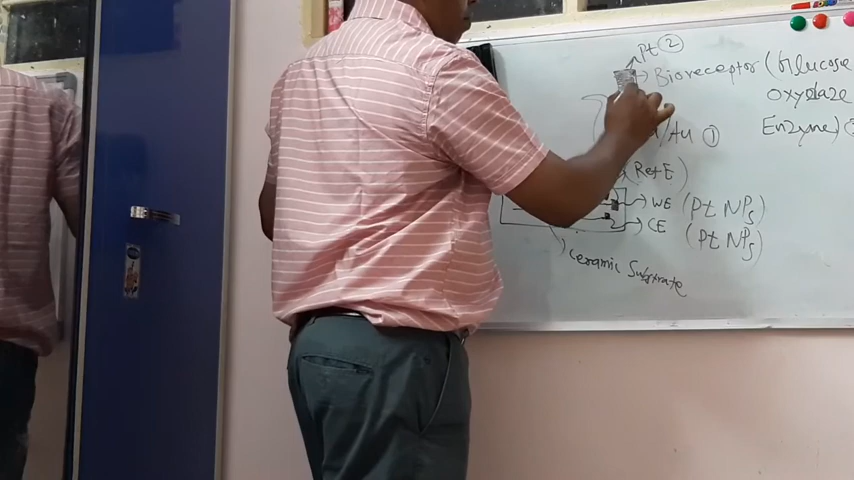 Pt ②
Bioreceptor (Glucose
oxydaze
Enzyme)
/Au ①
(Ref E)
WE (Pt NPs)
CE (Pt NPs)
Ceramic Substrate